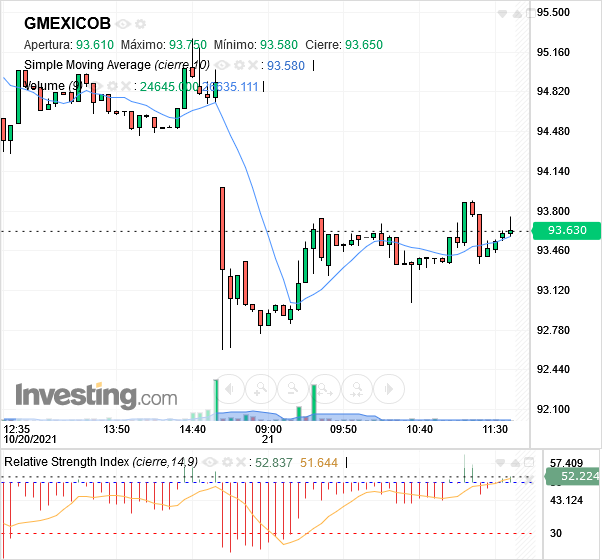 GMEXICOB
Apertura: 93.610 Máximo: 93.750 Mínimo: 93.580 Cierre: 93.650
Simple Moving Average (cierre,10) : 93.580
Volume (9) : 24645.000 26635.111
95.500
95.160
94.820
94.480
94.140
93.800
93.630
93.460
93.120
92.780
92.440
92.100
Investing.com
12:35 13:50 14:40 09:00 09:50 10:40 11:30
10/20/2021 21
Relative Strength Index (cierre,14,9) : 52.837 51.644
57.409
52.224
43.124
30